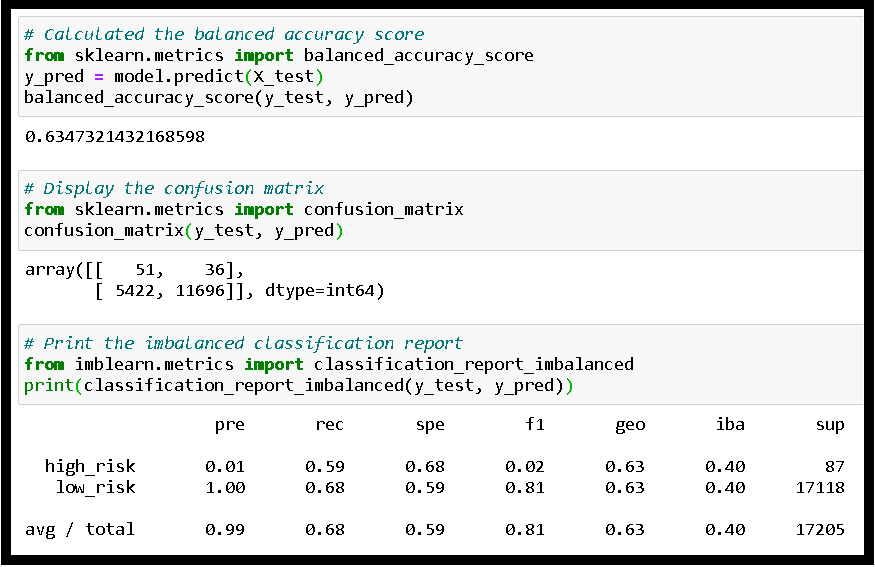 # Calculated the balanced accuracy score
from sklearn.metrics import balanced_accuracy_score
y_pred = model.predict(X_test)
balanced_accuracy_score(y_test, y_pred)
0.6347321432168598
# Display the confusion matrix
from sklearn.metrics import confusion_matrix
confusion_matrix(y_test, y_pred)
array([[   51,    36],
       [ 5422, 11696]], dtype=int64)
# Print the imbalanced classification report
from imblearn.metrics import classification_report_imbalanced
print(classification_report_imbalanced(y_test, y_pred))
                   pre       rec       spe        f1       geo       iba       sup
  high_risk       0.01      0.59      0.68      0.02      0.63      0.40        87
   low_risk       1.00      0.68      0.59      0.81      0.63      0.40     17118
avg / total       0.99      0.68      0.59      0.81      0.63      0.40     17205